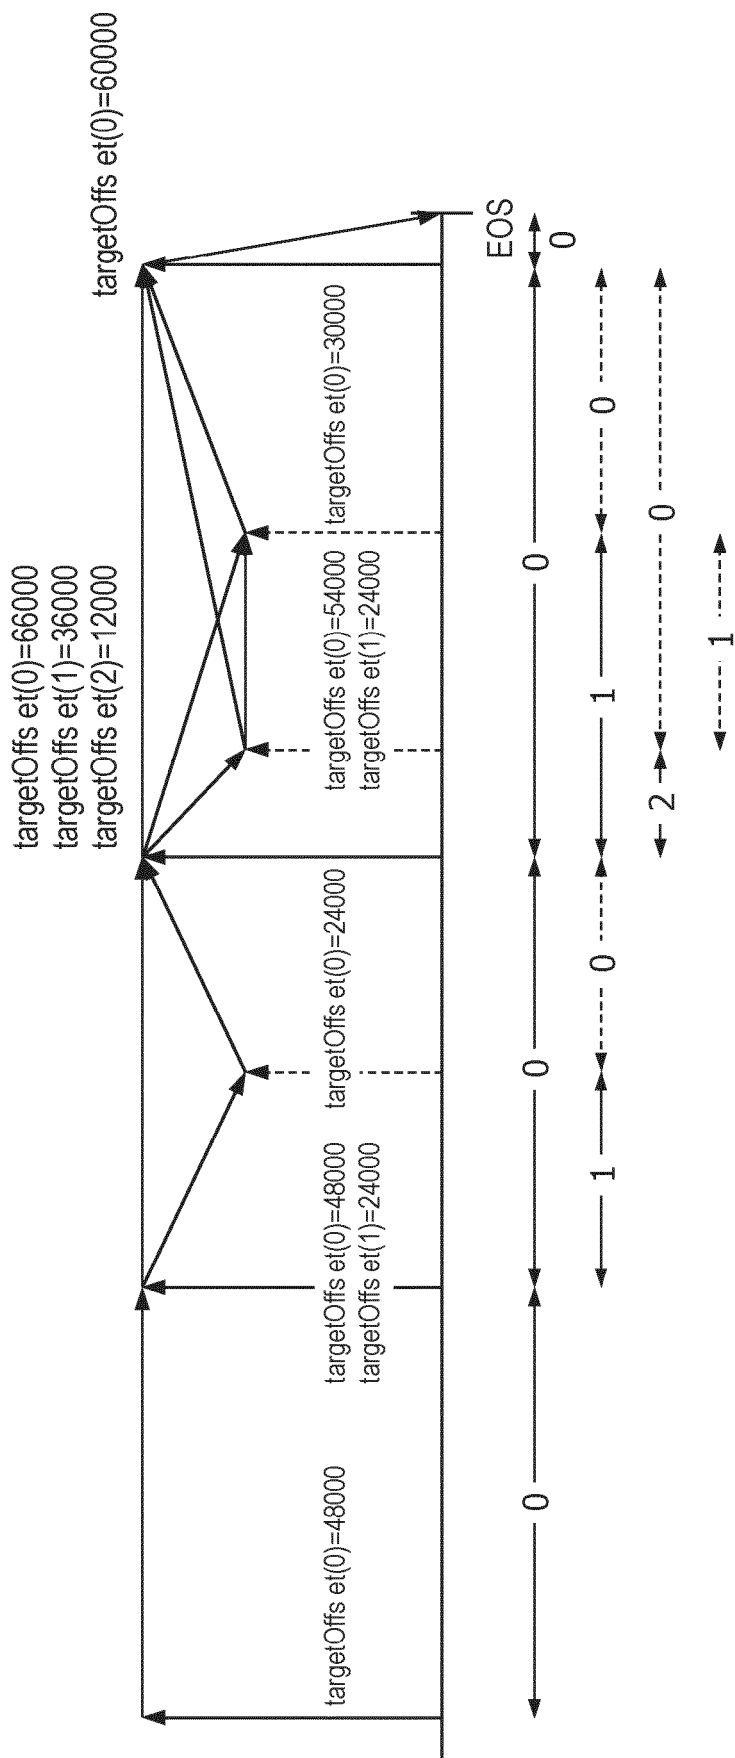 targetOffs et(0)=48000
targetOffs et(0)=48000
targetOffs et(1)=24000
targetOffs et(0)=24000
targetOffs et(0)=66000
targetOffs et(1)=36000
targetOffs et(2)=12000
targetOffs et(0)=54000
targetOffs et(1)=24000
targetOffs et(0)=30000
targetOffs et(0)=60000
EOS
0
0
0
0
1
0
1
0
2
0
1